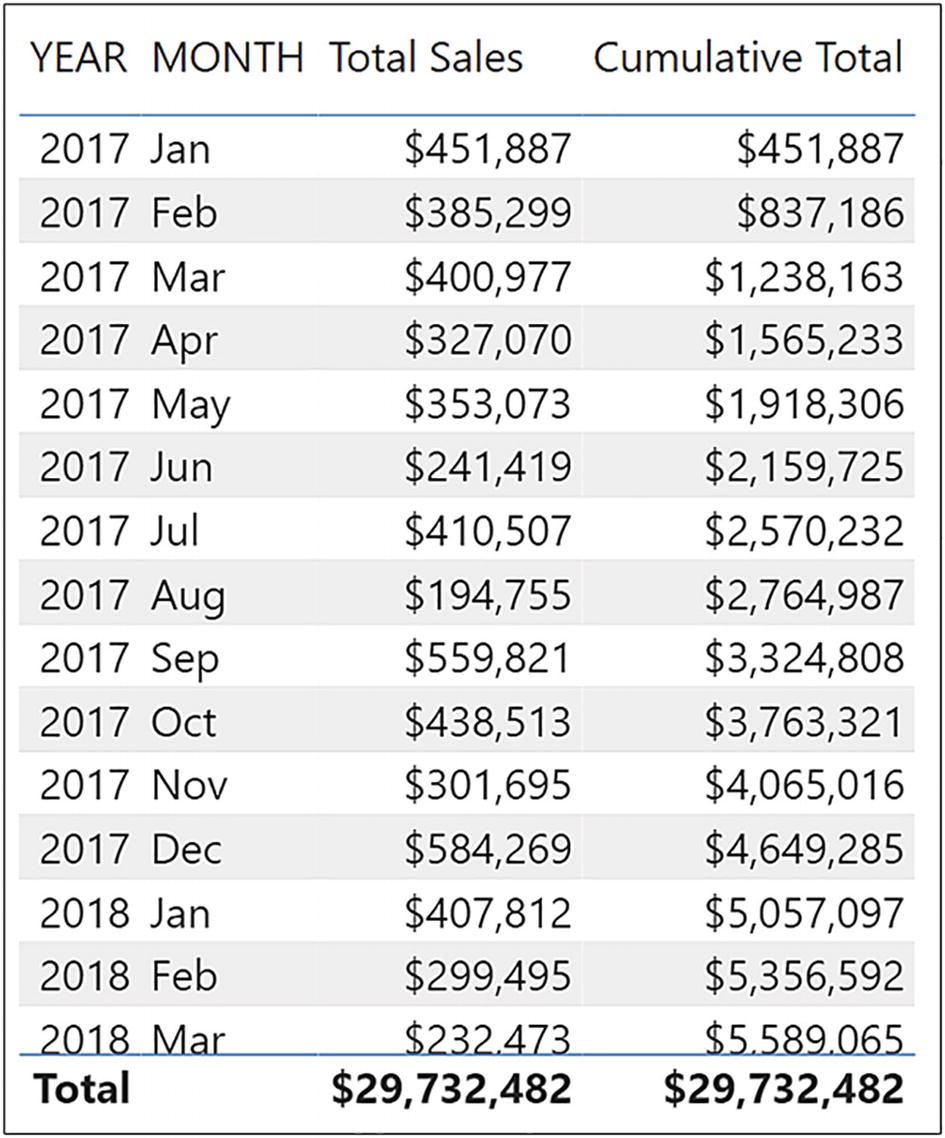 YEAR MONTH Total Sales Cumulative Total
2017 Jan $451,887 $451,887
2017 Feb $385,299 $837,186
2017 Mar $400,977 $1,238,163
2017 Apr $327,070 $1,565,233
2017 May $353,073 $1,918,306
2017 Jun $241,419 $2,159,725
2017 Jul $410,507 $2,570,232
2017 Aug $194,755 $2,764,987
2017 Sep $559,821 $3,324,808
2017 Oct $438,513 $3,763,321
2017 Nov $301,695 $4,065,016
2017 Dec $584,269 $4,649,285
2018 Jan $407,812 $5,057,097
2018 Feb $299,495 $5,356,592
2018 Mar $232,473 $5,589,065
Total $29,732,482 $29,732,482